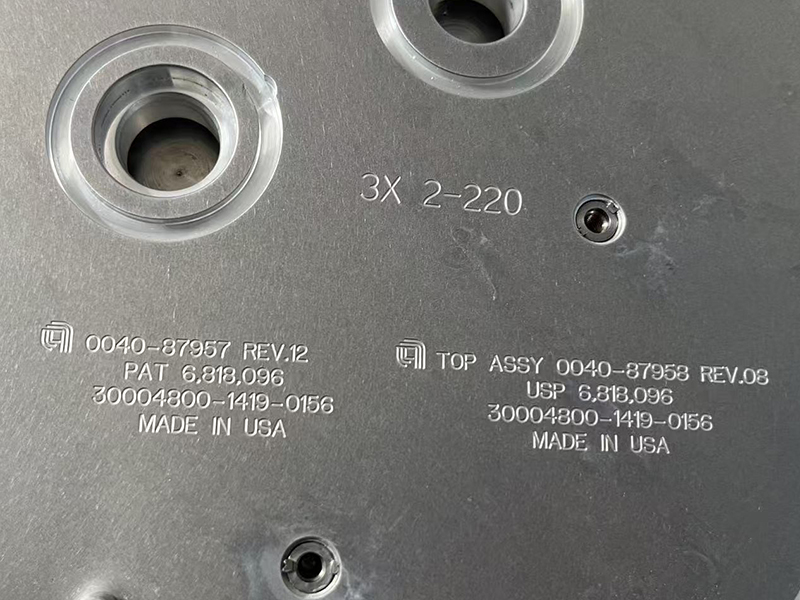 3X 2-220
0040-87957 REV.12
PAT 6,818,096
30004800-1419-0156
MADE IN USA
TOP ASSY 0040-87958 REV.08
USP 6,818,096
30004800-1419-0156
MADE IN USA